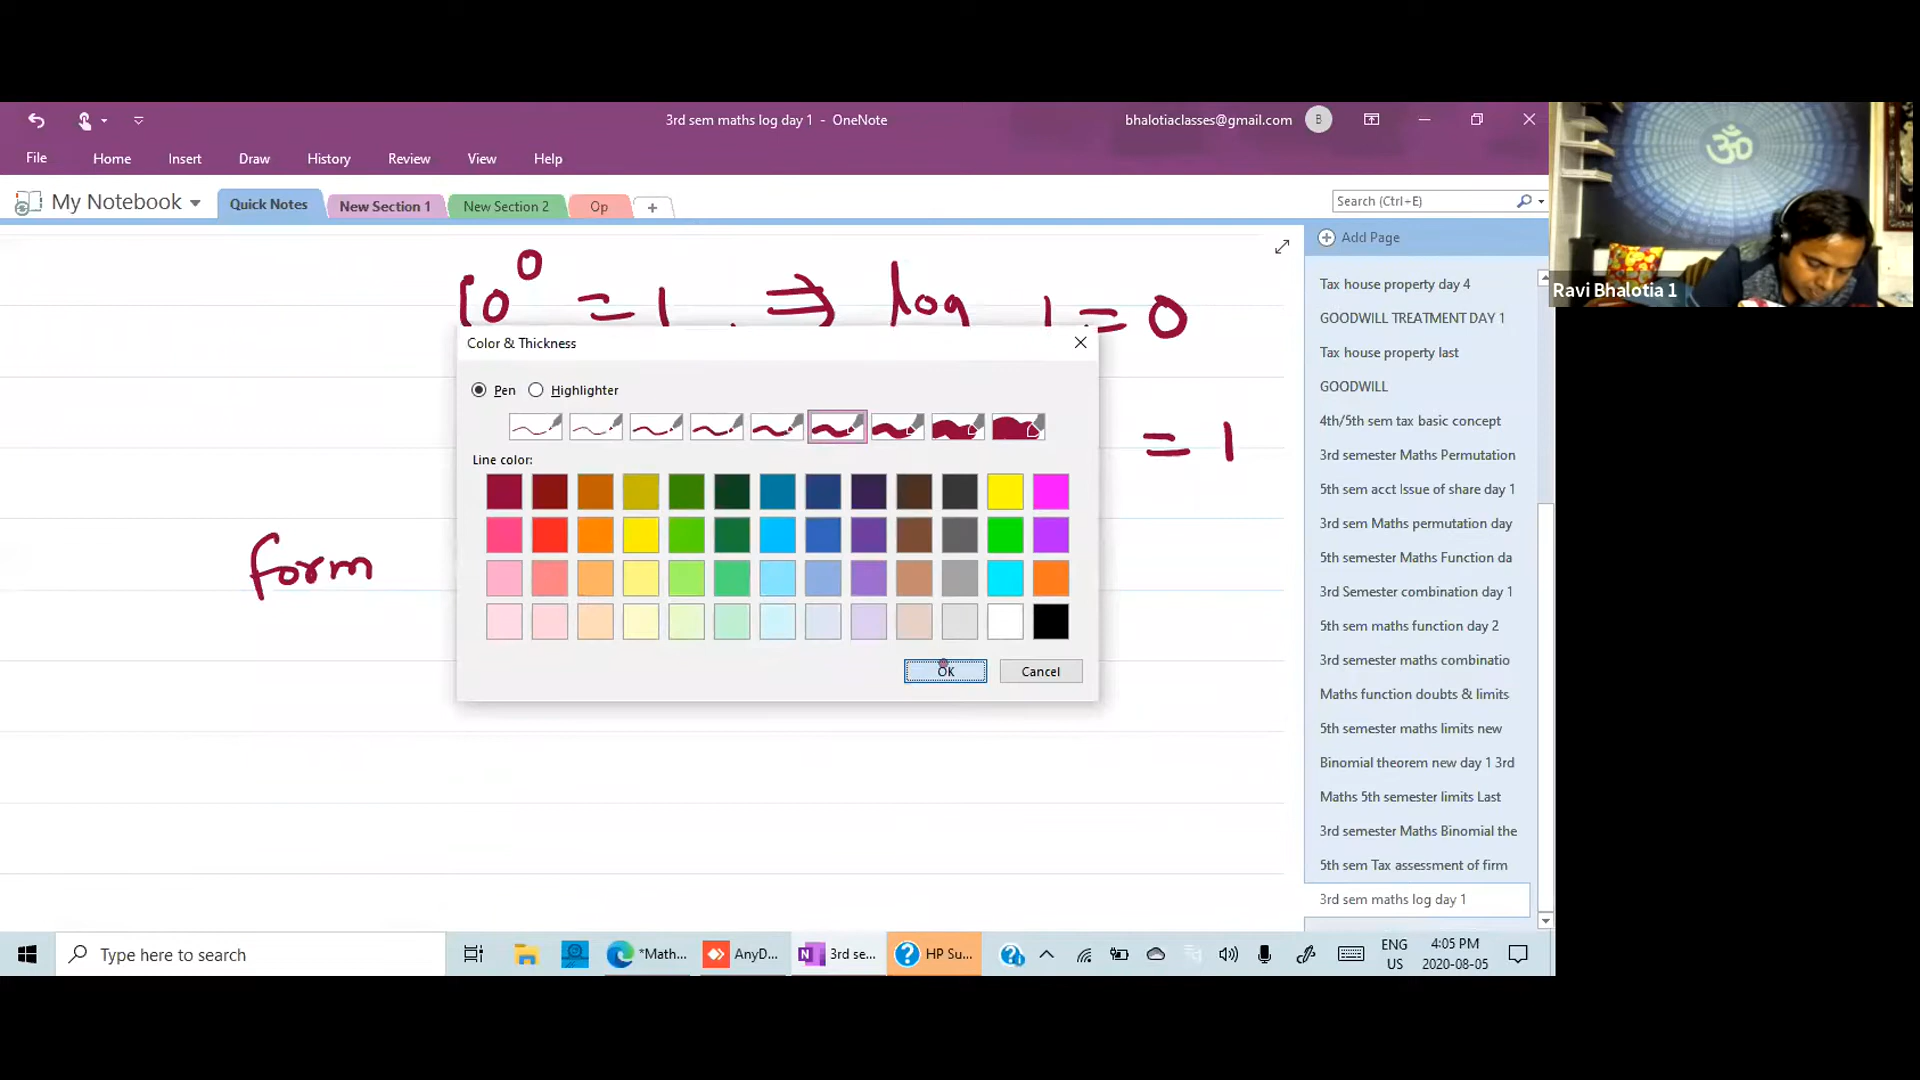 3rd sem maths log day 1 - OneNote
bhalotiaclasses@gmail.com
B
File
Home
Insert
Draw
History
Review
View
Help
My Notebook
Quick Notes
New Section 1
New Section 2
Op
Search (Ctrl+E)
Add Page
Tax house property day 4
GOODWILL TREATMENT DAY 1
Tax house property last
GOODWILL
4th/5th sem tax basic concept
3rd semester Maths Permutation
5th sem acct Issue of share day 1
3rd sem Maths permutation day
5th semester Maths Function da
3rd Semester combination day 1
5th sem maths function day 2
3rd semester maths combinatio
Maths function doubts & limits
5th semester maths limits new
Binomial theorem new day 1 3rd
Maths 5th semester limits Last
3rd semester Maths Binomial the
5th sem Tax assessment of firm
3rd sem maths log day 1
10⁰ = 1 ⇒ log 1 = 0
= 1
form
Color & Thickness
Pen
Highlighter
Line color:
OK
Cancel
Ravi Bhalotia 1
ॐ
Type here to search
*Math...
AnyD...
3rd se...
HP Su...
ENG
US
4:05 PM
2020-08-05